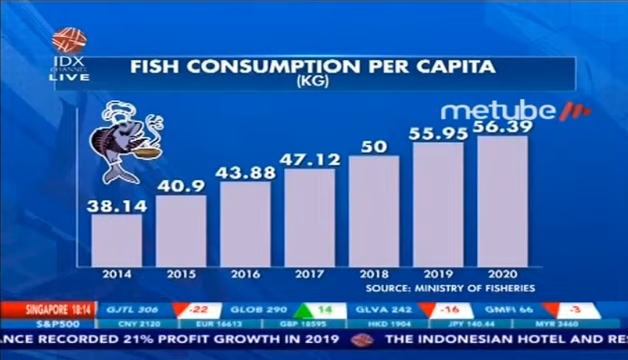 IDX
CHANNEL
LIVE
FISH CONSUMPTION PER CAPITA
(KG)
metube
38.14
40.9
43.88
47.12
50
55.95
56.39
2014
2015
2016
2017
2018
2019
2020
SOURCE: MINISTRY OF FISHERIES
SINGAPORE 18:14 GJTL 306 -22 GLOB 290 14 GLVA 242 -16 GMFI 66 -3
S&P500 CNY 2120 EUR 16613 GBP 18595 HKD 1904 JPY 140.44 MYR 3460
ANCE RECORDED 21% PROFIT GROWTH IN 2019 THE INDONESIAN HOTEL AND RES